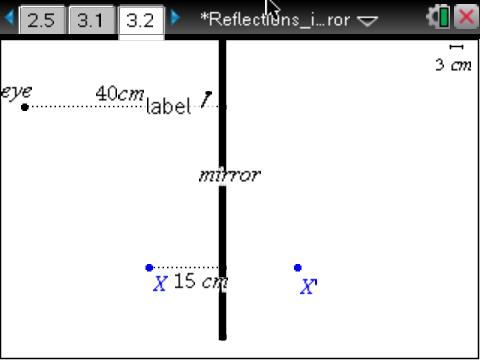 2.5 3.1 3.2 *Reflections_i...ror
3 cm
eye 40cm
label
mirror
X 15 cm X'